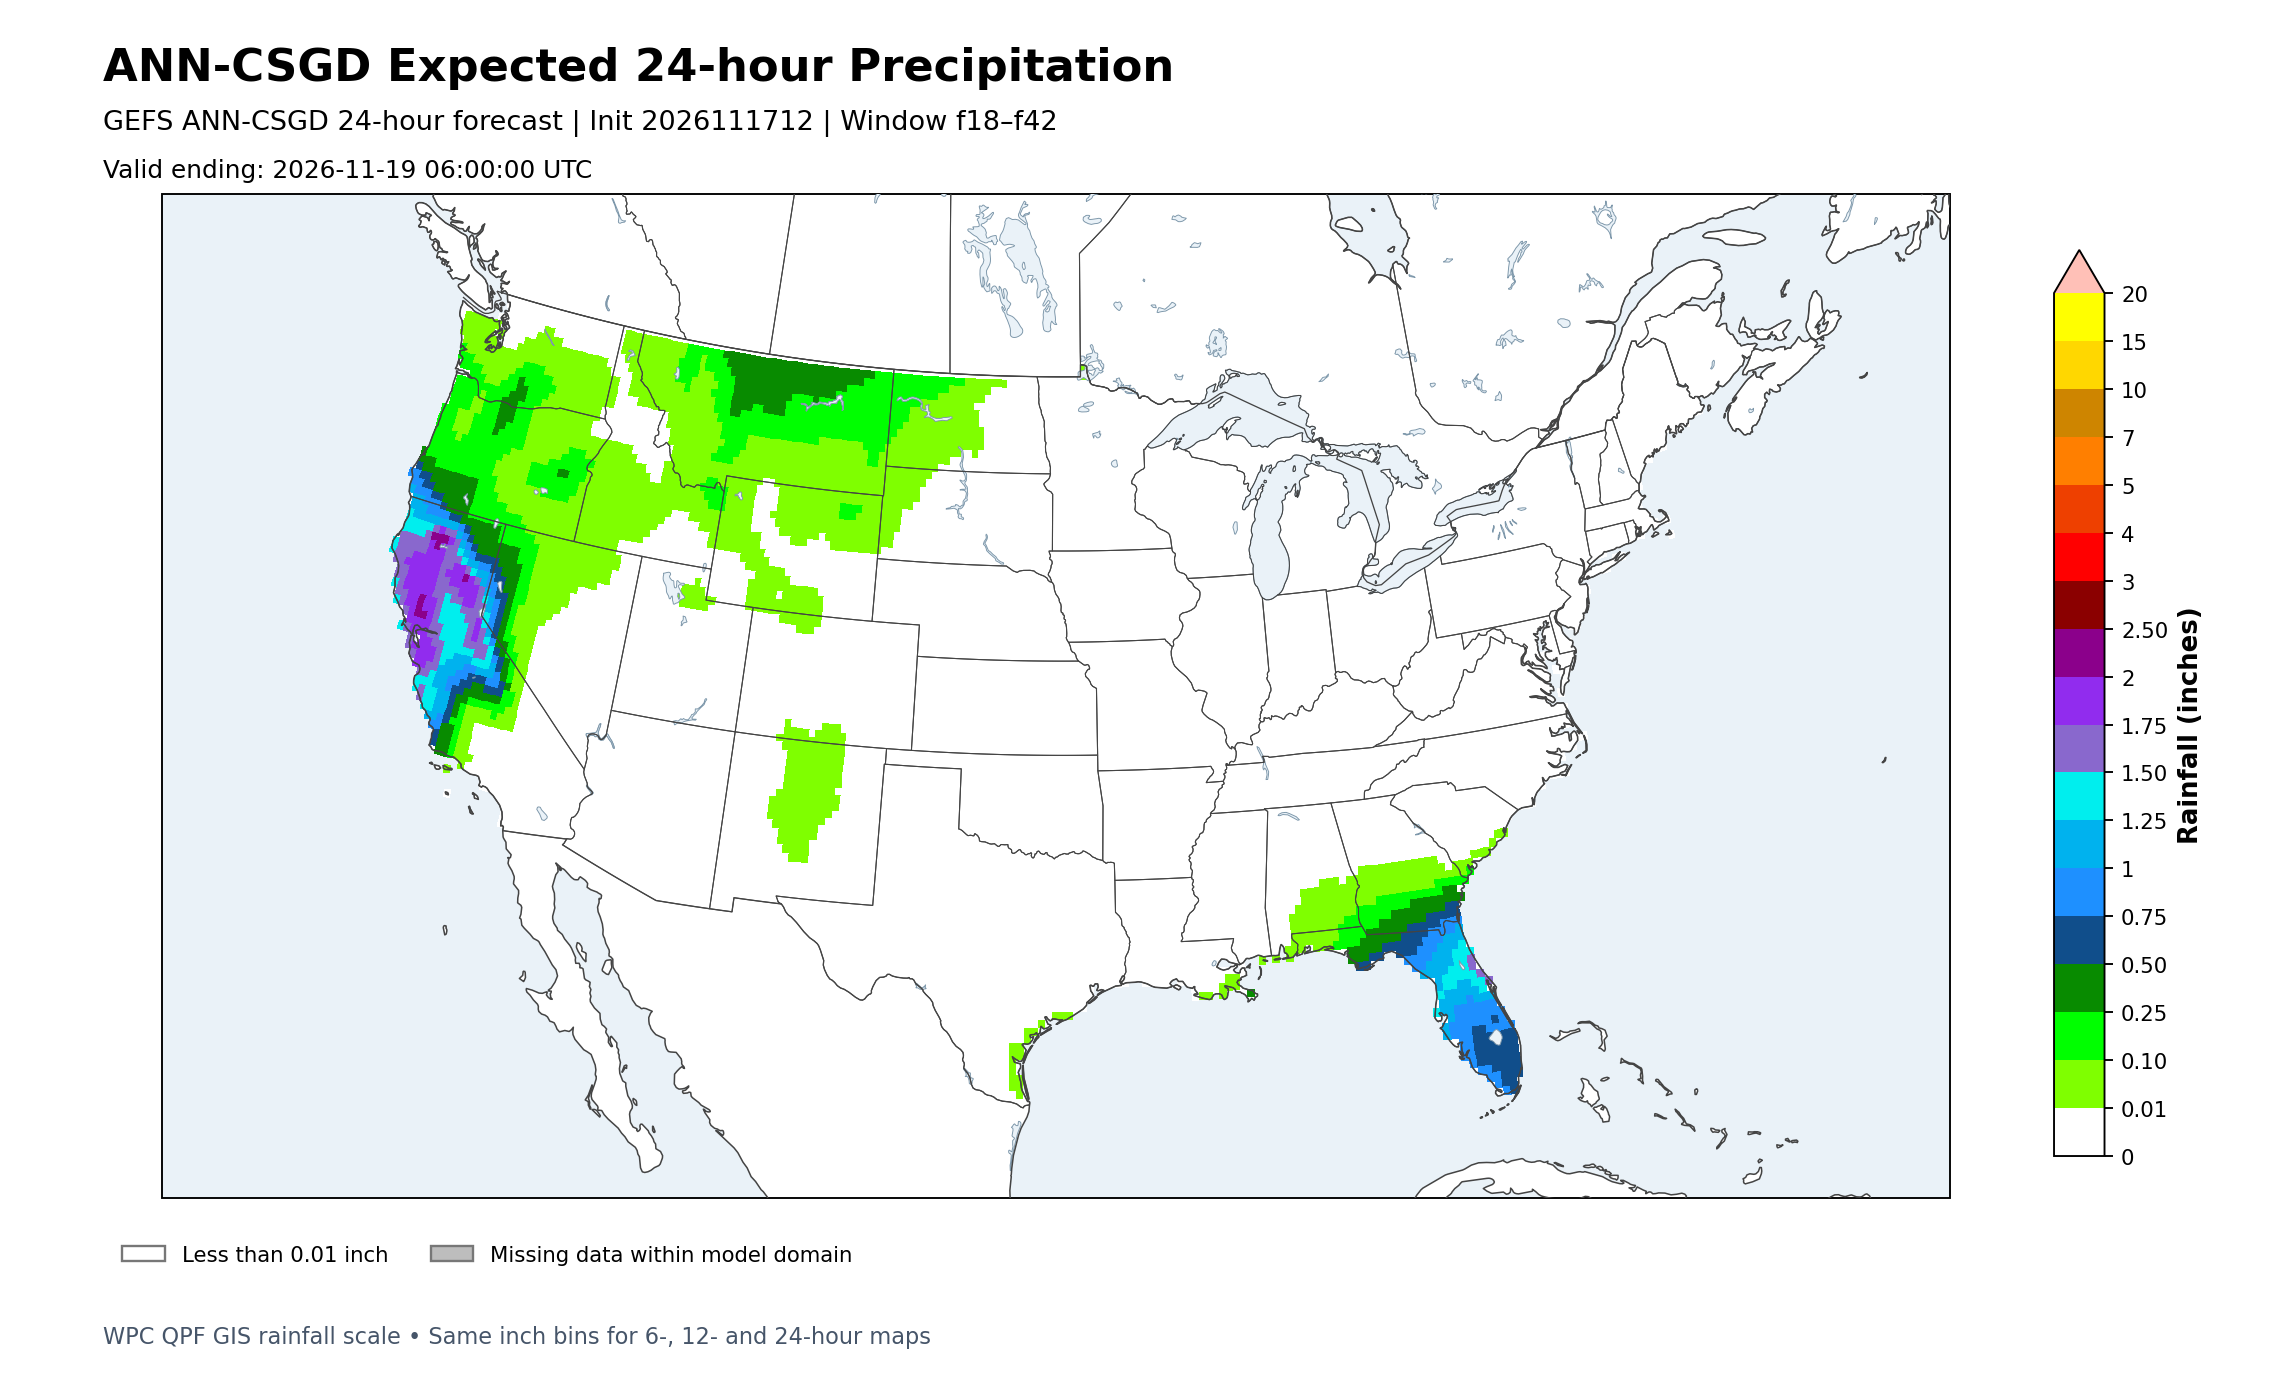 ANN-CSGD Expected 24-hour Precipitation
GEFS ANN-CSGD 24-hour forecast | Init 2026111712 | Window f18–f42
Valid ending: 2026-11-19 06:00:00 UTC
20
15
10
7
5
4
3
2.50
2
1.75
1.50
1.25
1
0.75
0.50
0.25
0.10
0.01
0
Rainfall (inches)
Less than 0.01 inch
Missing data within model domain
WPC QPF GIS rainfall scale • Same inch bins for 6-, 12- and 24-hour maps